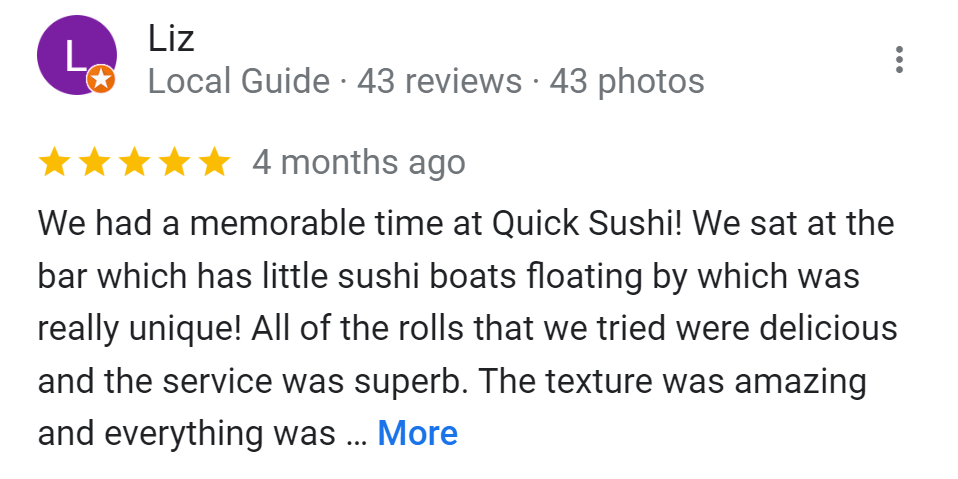 L
Liz
Local Guide · 43 reviews · 43 photos
4 months ago
We had a memorable time at Quick Sushi! We sat at the
bar which has little sushi boats floating by which was
really unique! All of the rolls that we tried were delicious
and the service was superb. The texture was amazing
and everything was ... More